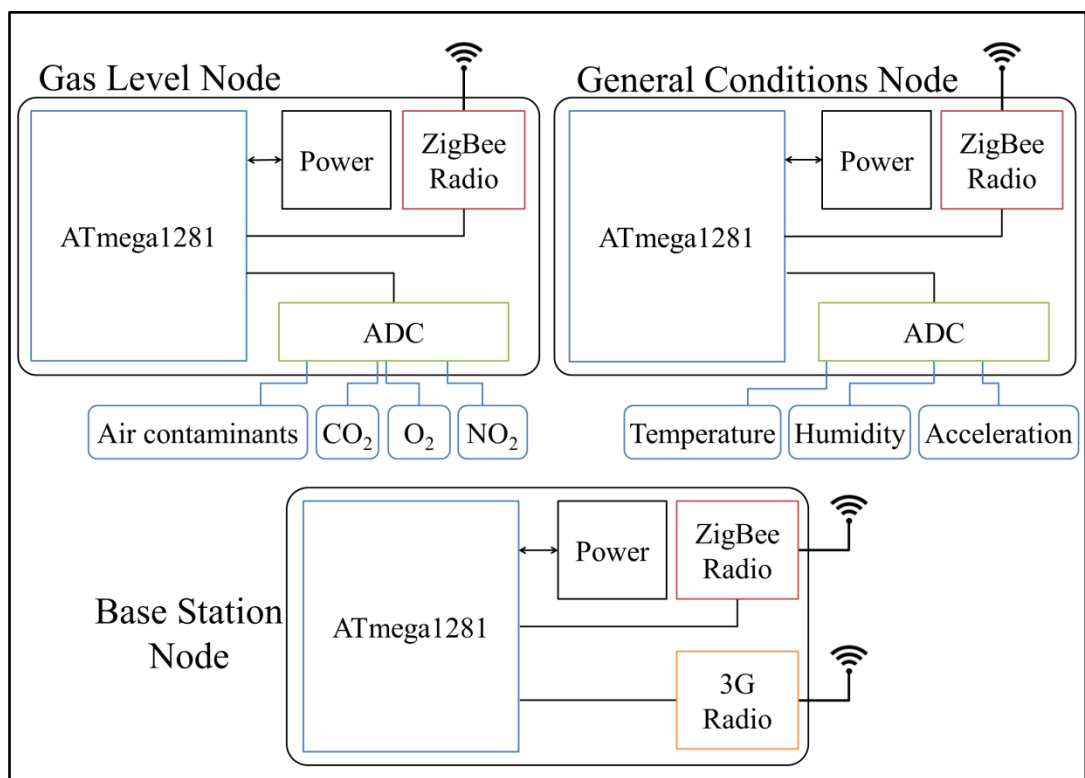 Gas Level Node
ATmega1281
Power
ZigBee
Radio
ADC
Air contaminants
CO₂
O₂
NO₂
General Conditions Node
ATmega1281
Power
ZigBee
Radio
ADC
Temperature
Humidity
Acceleration
Base Station
Node
ATmega1281
Power
ZigBee
Radio
3G
Radio